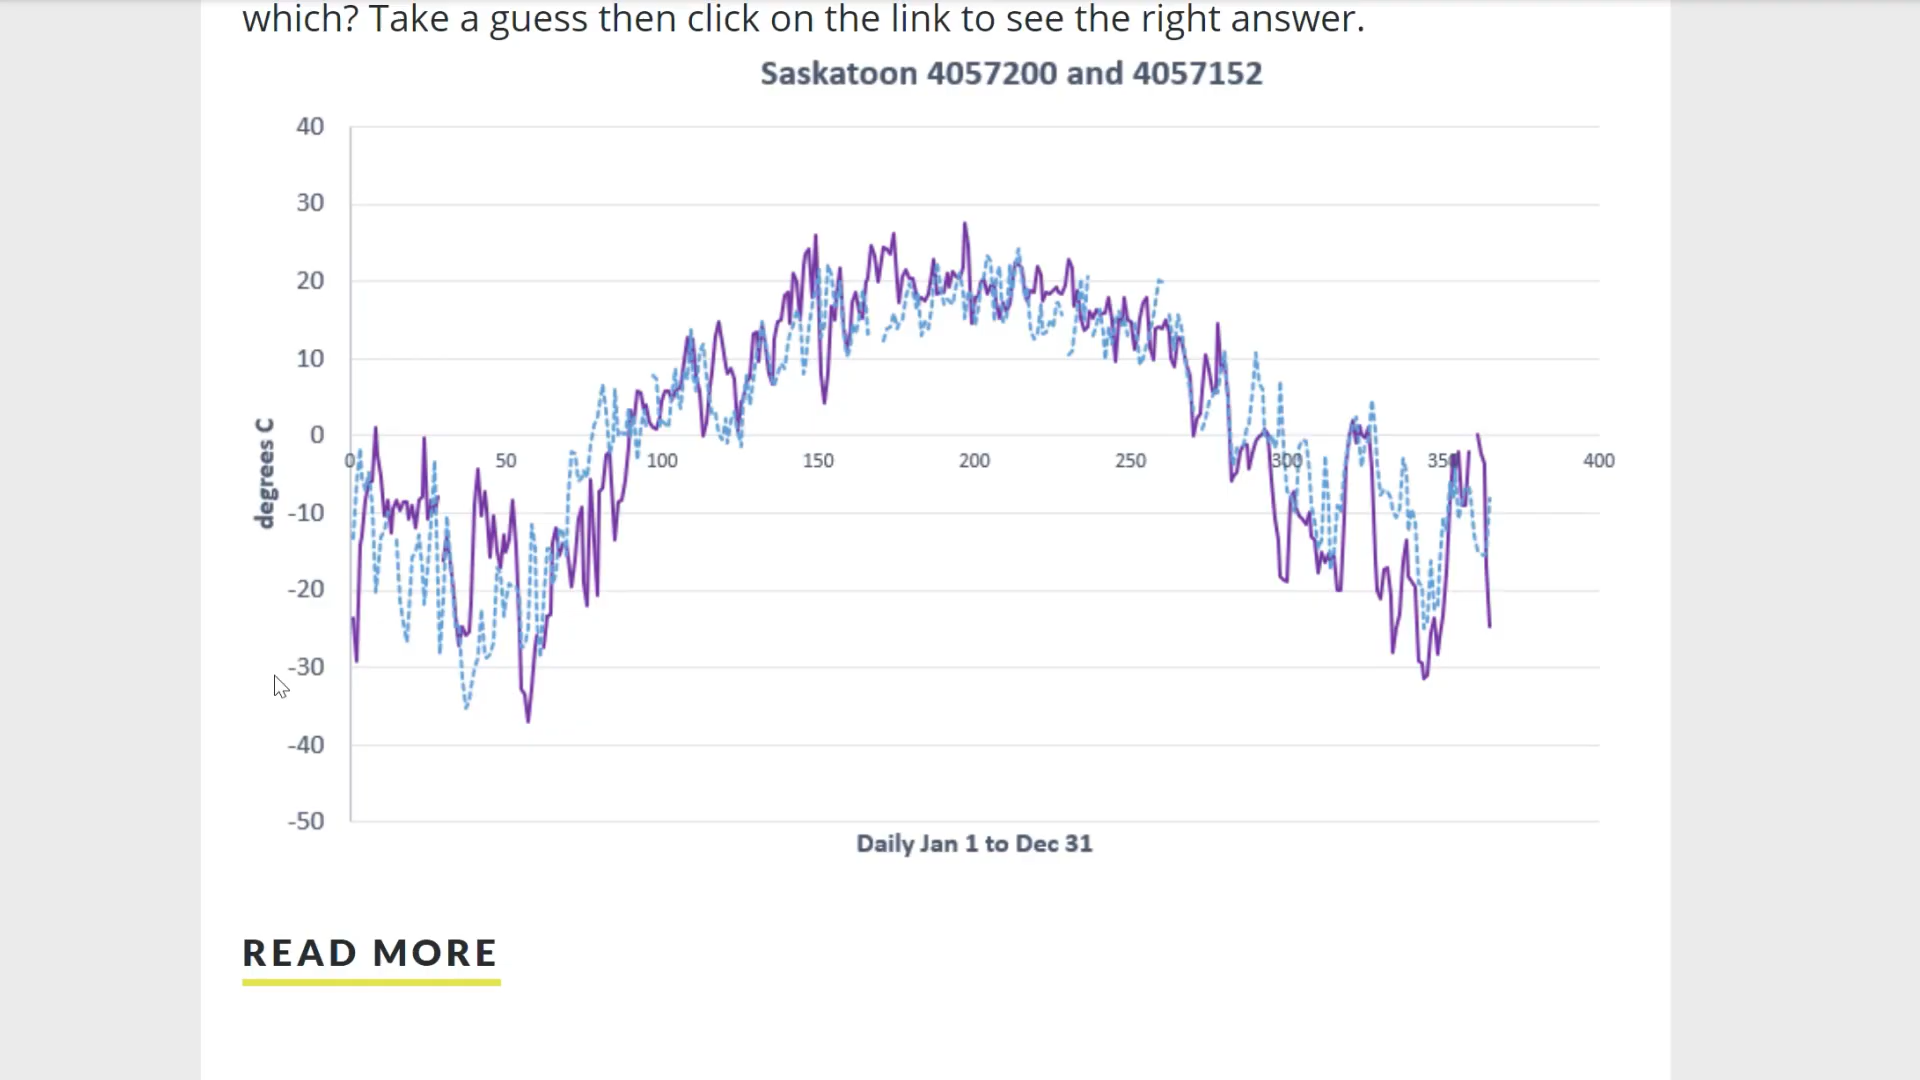 which? Take a guess then click on the link to see the right answer.
Saskatoon 4057200 and 4057152
40
30
20
10
0
-10
-20
-30
-40
-50
degrees C
0 50 100 150 200 250 300 350 400
Daily Jan 1 to Dec 31
READ MORE